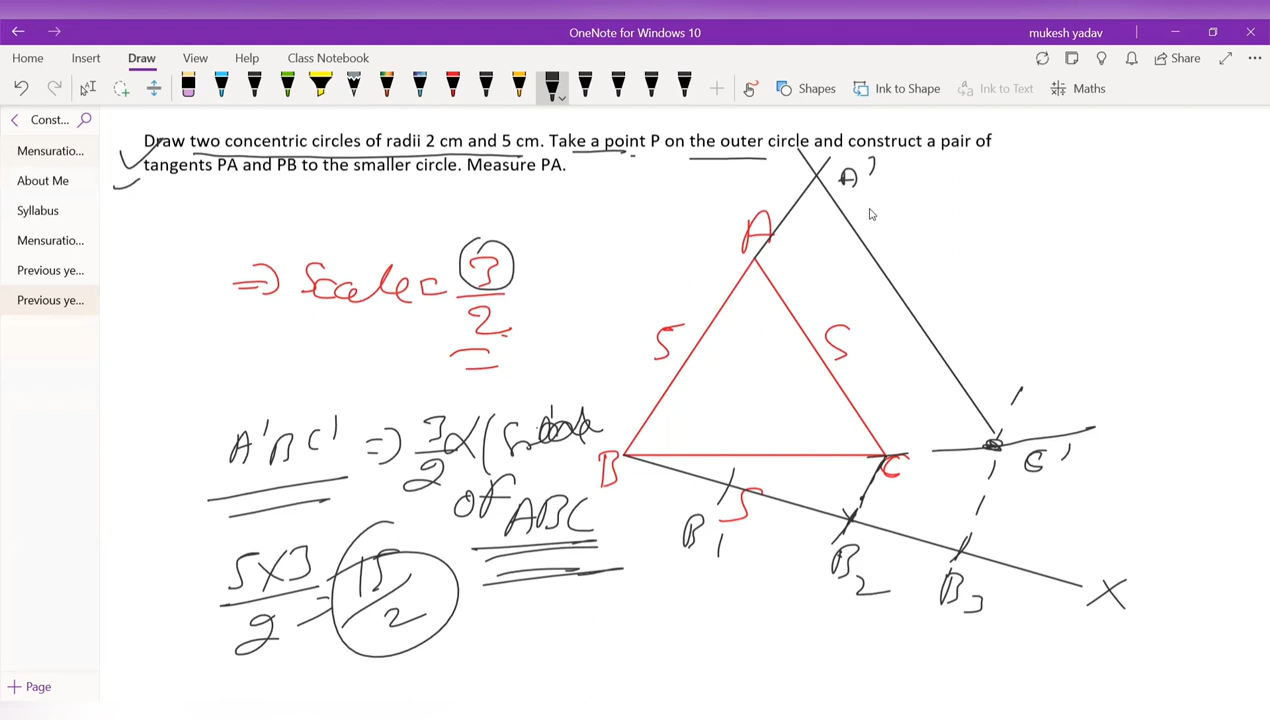 OneNote for Windows 10
mukesh yadav
Home Insert Draw View Help Class Notebook
Share
Shapes Ink to Shape Ink to Text Maths
Const...
Mensuratio...
About Me
Syllabus
Mensuratio...
Previous ye...
Previous ye...
Page
Draw two concentric circles of radii 2 cm and 5 cm. Take a point P on the outer circle and construct a pair of
tangents PA and PB to the smaller circle. Measure PA.
A'
A
=> Scale = 3/2
5 5
A'BC' => 3/2 x (
of ABC
B C C'
5
B1 B2 B3 X
5x3/2 = 15/2